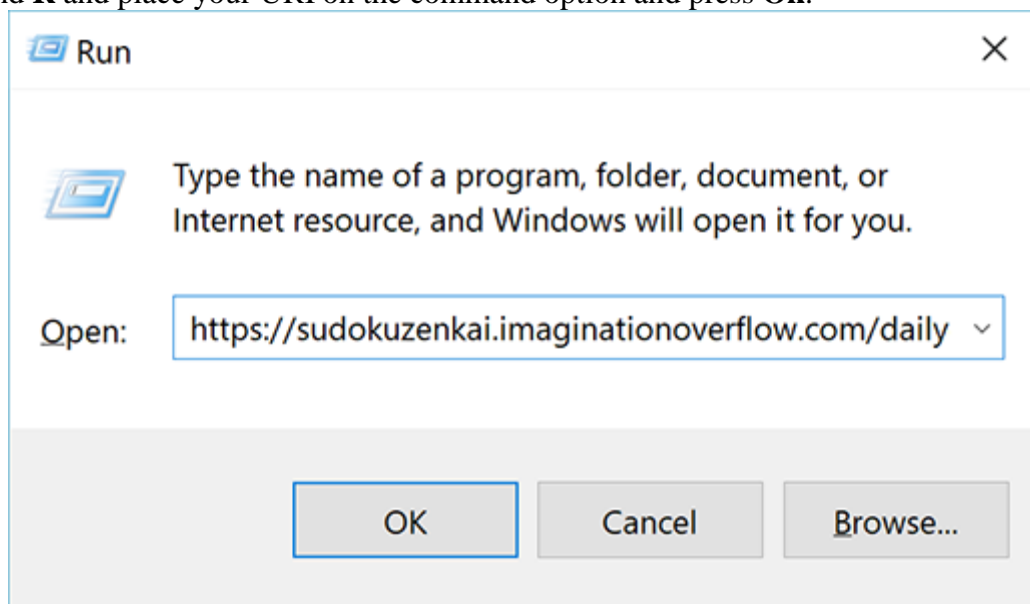 K and place your URI on the command option and press Ok.
Run
Type the name of a program, folder, document, or
Internet resource, and Windows will open it for you.
Open:
https://sudokuzenkai.imaginationoverflow.com/daily
OK
Cancel
Browse...